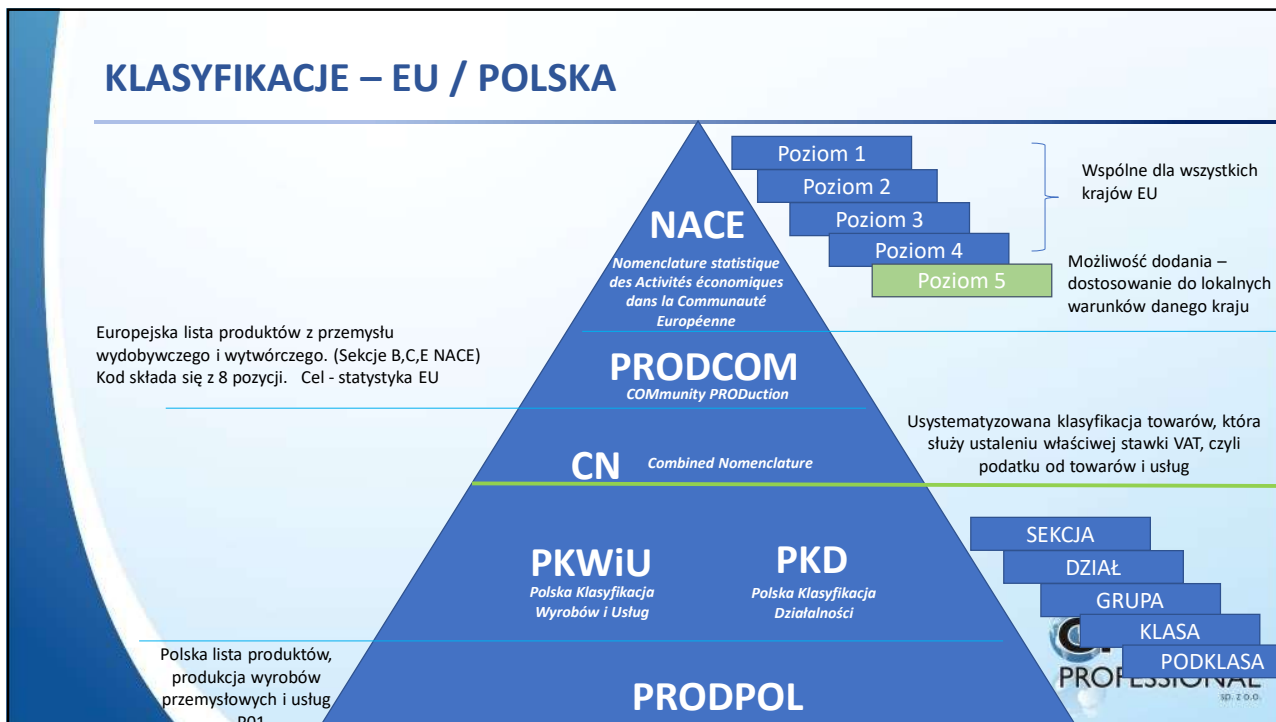 KLASYFIKACJE – EU / POLSKA
Poziom 1
Poziom 2
Poziom 3
Poziom 4
Poziom 5
Wspólne dla wszystkich
krajów EU
Możliwość dodania –
dostosowanie do lokalnych
warunków danego kraju
NACE
Nomenclature statistique
des Activités économiques
dans la Communauté
Européenne
Europejska lista produktów z przemysłu
wydobywczego i wytwórczego. (Sekcje B,C,E NACE)
Kod składa się z 8 pozycji. Cel - statystyka EU
PRODCOM
COMmunity PRODuction
Usystematyzowana klasyfikacja towarów, która
służy ustaleniu właściwej stawki VAT, czyli
podatku od towarów i usług
CN Combined Nomenclature
PKWiU
Polska Klasyfikacja
Wyrobów i Usług
PKD
Polska Klasyfikacja
Działalności
SEKCJA
DZIAŁ
GRUPA
KLASA
PODKLASA
Polska lista produktów,
produkcja wyrobów
przemysłowych i usług
P01
PRODPOL
PROFESSIONAL
sp. z o.o.